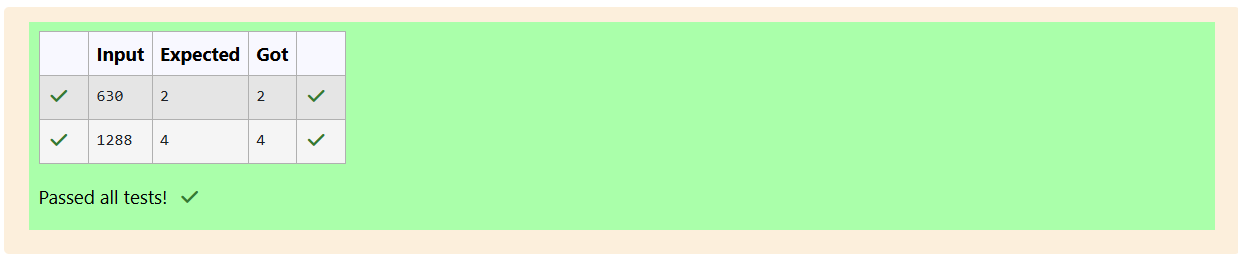 Input Expected Got
630 2 2
1288 4 4
Passed all tests!